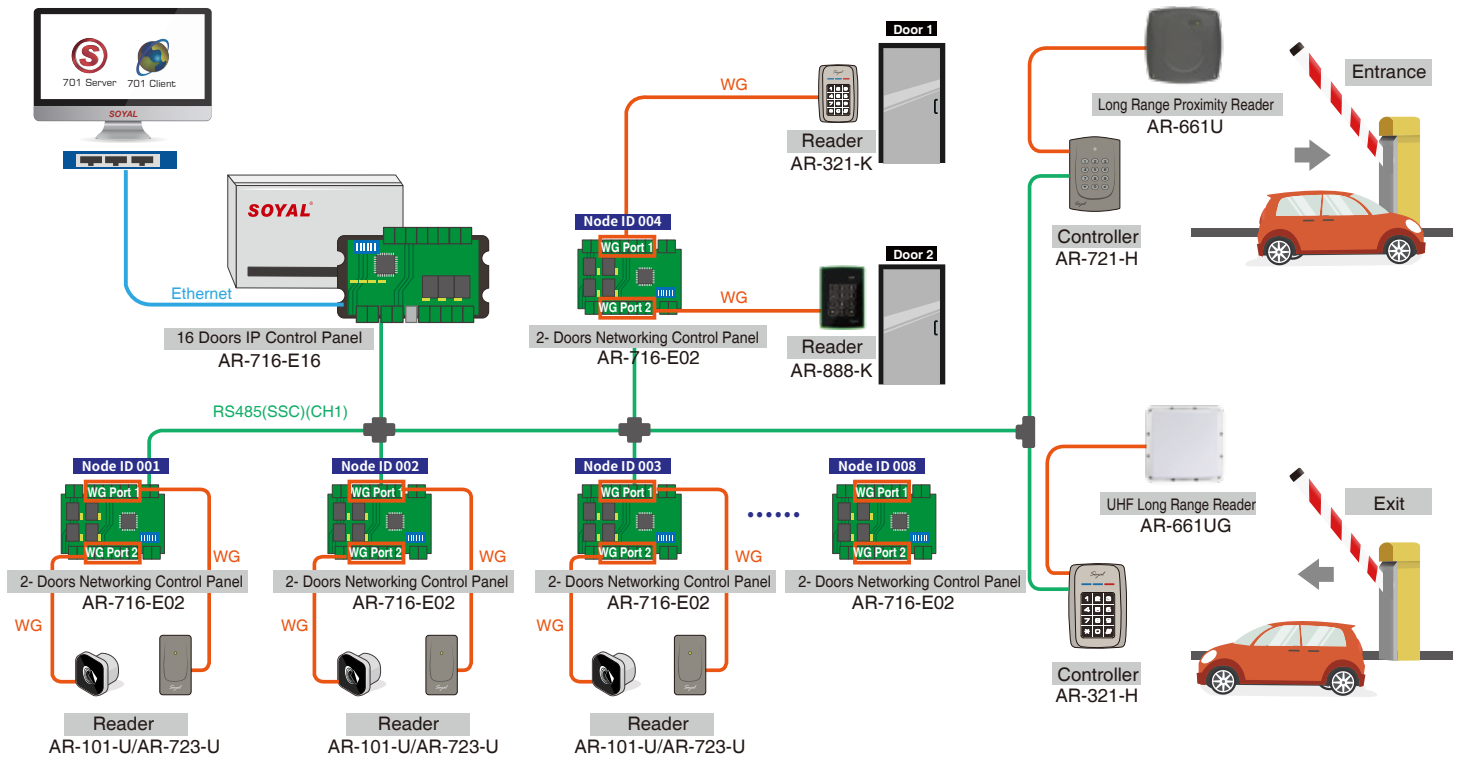 701 Server
701 Client
SOYAL
SOYAL®
Ethernet
16 Doors IP Control Panel
AR-716-E16
RS485(SSC)(CH1)
Door 1
WG
Reader
AR-321-K
Node ID 004
WG Port 1
WG Port 2
2- Doors Networking Control Panel
AR-716-E02
Door 2
WG
Reader
AR-888-K
Long Range Proximity Reader
AR-661U
Controller
AR-721-H
Entrance
Node ID 001
WG Port 1
WG Port 2
WG
2- Doors Networking Control Panel
AR-716-E02
WG
Reader
AR-101-U/AR-723-U
Node ID 002
WG Port 1
WG Port 2
WG
2- Doors Networking Control Panel
AR-716-E02
WG
Reader
AR-101-U/AR-723-U
Node ID 003
WG Port 1
WG Port 2
WG
2- Doors Networking Control Panel
AR-716-E02
WG
Reader
AR-101-U/AR-723-U
Node ID 008
WG Port 1
WG Port 2
2- Doors Networking Control Panel
AR-716-E02
UHF Long Range Reader
AR-661UG
Soyal
Controller
AR-321-H
Exit